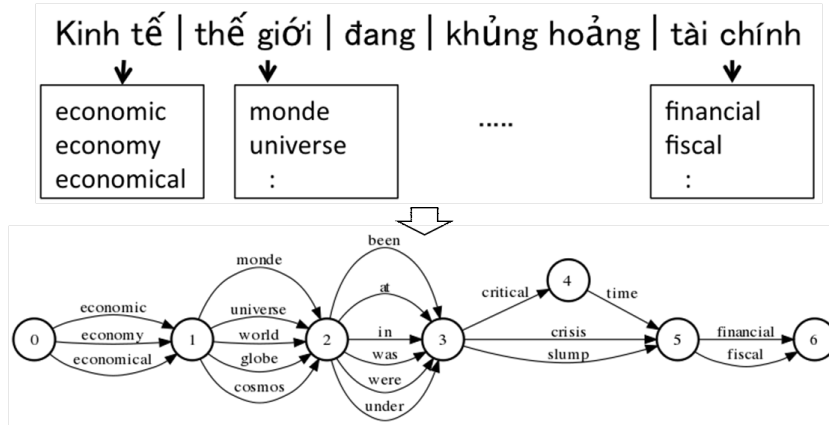 Kinh tế | thế giới | đang | khủng hoảng | tài chính
economic
economy
economical
monde
universe
:
.....
financial
fiscal
:
been
monde
at
critical
4
time
economic
universe
0
economy
1
world
2
in
3
crisis
5
financial
6
economical
globe
was
slump
fiscal
cosmos
were
under